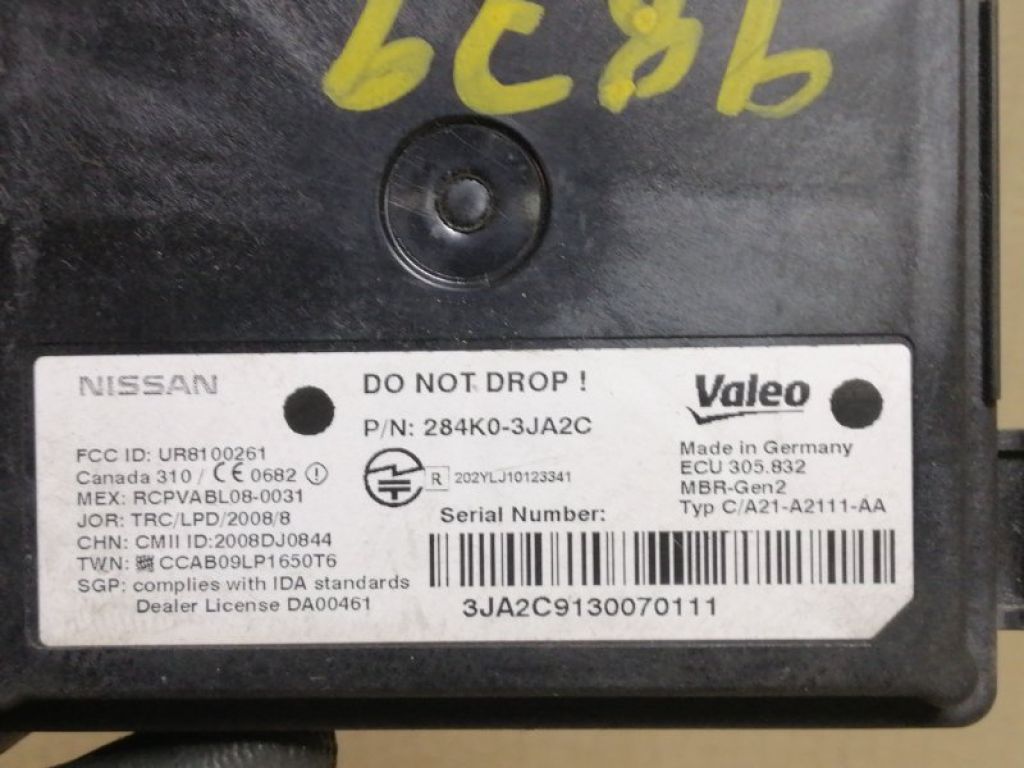 NISSAN
DO NOT DROP !
Valeo
P/N: 284K0-3JA2C
FCC ID: UR8100261
Canada 310 / CE 0682
MEX: RCPVABL08-0031
JOR: TRC/LPD/2008/8
CHN: CMII ID:2008DJ0844
TWN: CCAB09LP1650T6
SGP: complies with IDA standards
Dealer License DA00461
R 202YLJ10123341
Made in Germany
ECU 305.832
MBR-Gen2
Typ C/A21-A2111-AA
Serial Number:
3JA2C9130070111